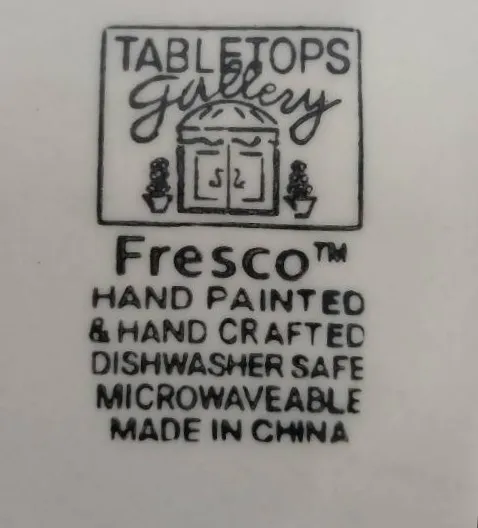 TABLETOPS
Gallery
Fresco™
HAND PAINTED
& HAND CRAFTED
DISHWASHER SAFE
MICROWAVEABLE
MADE IN CHINA